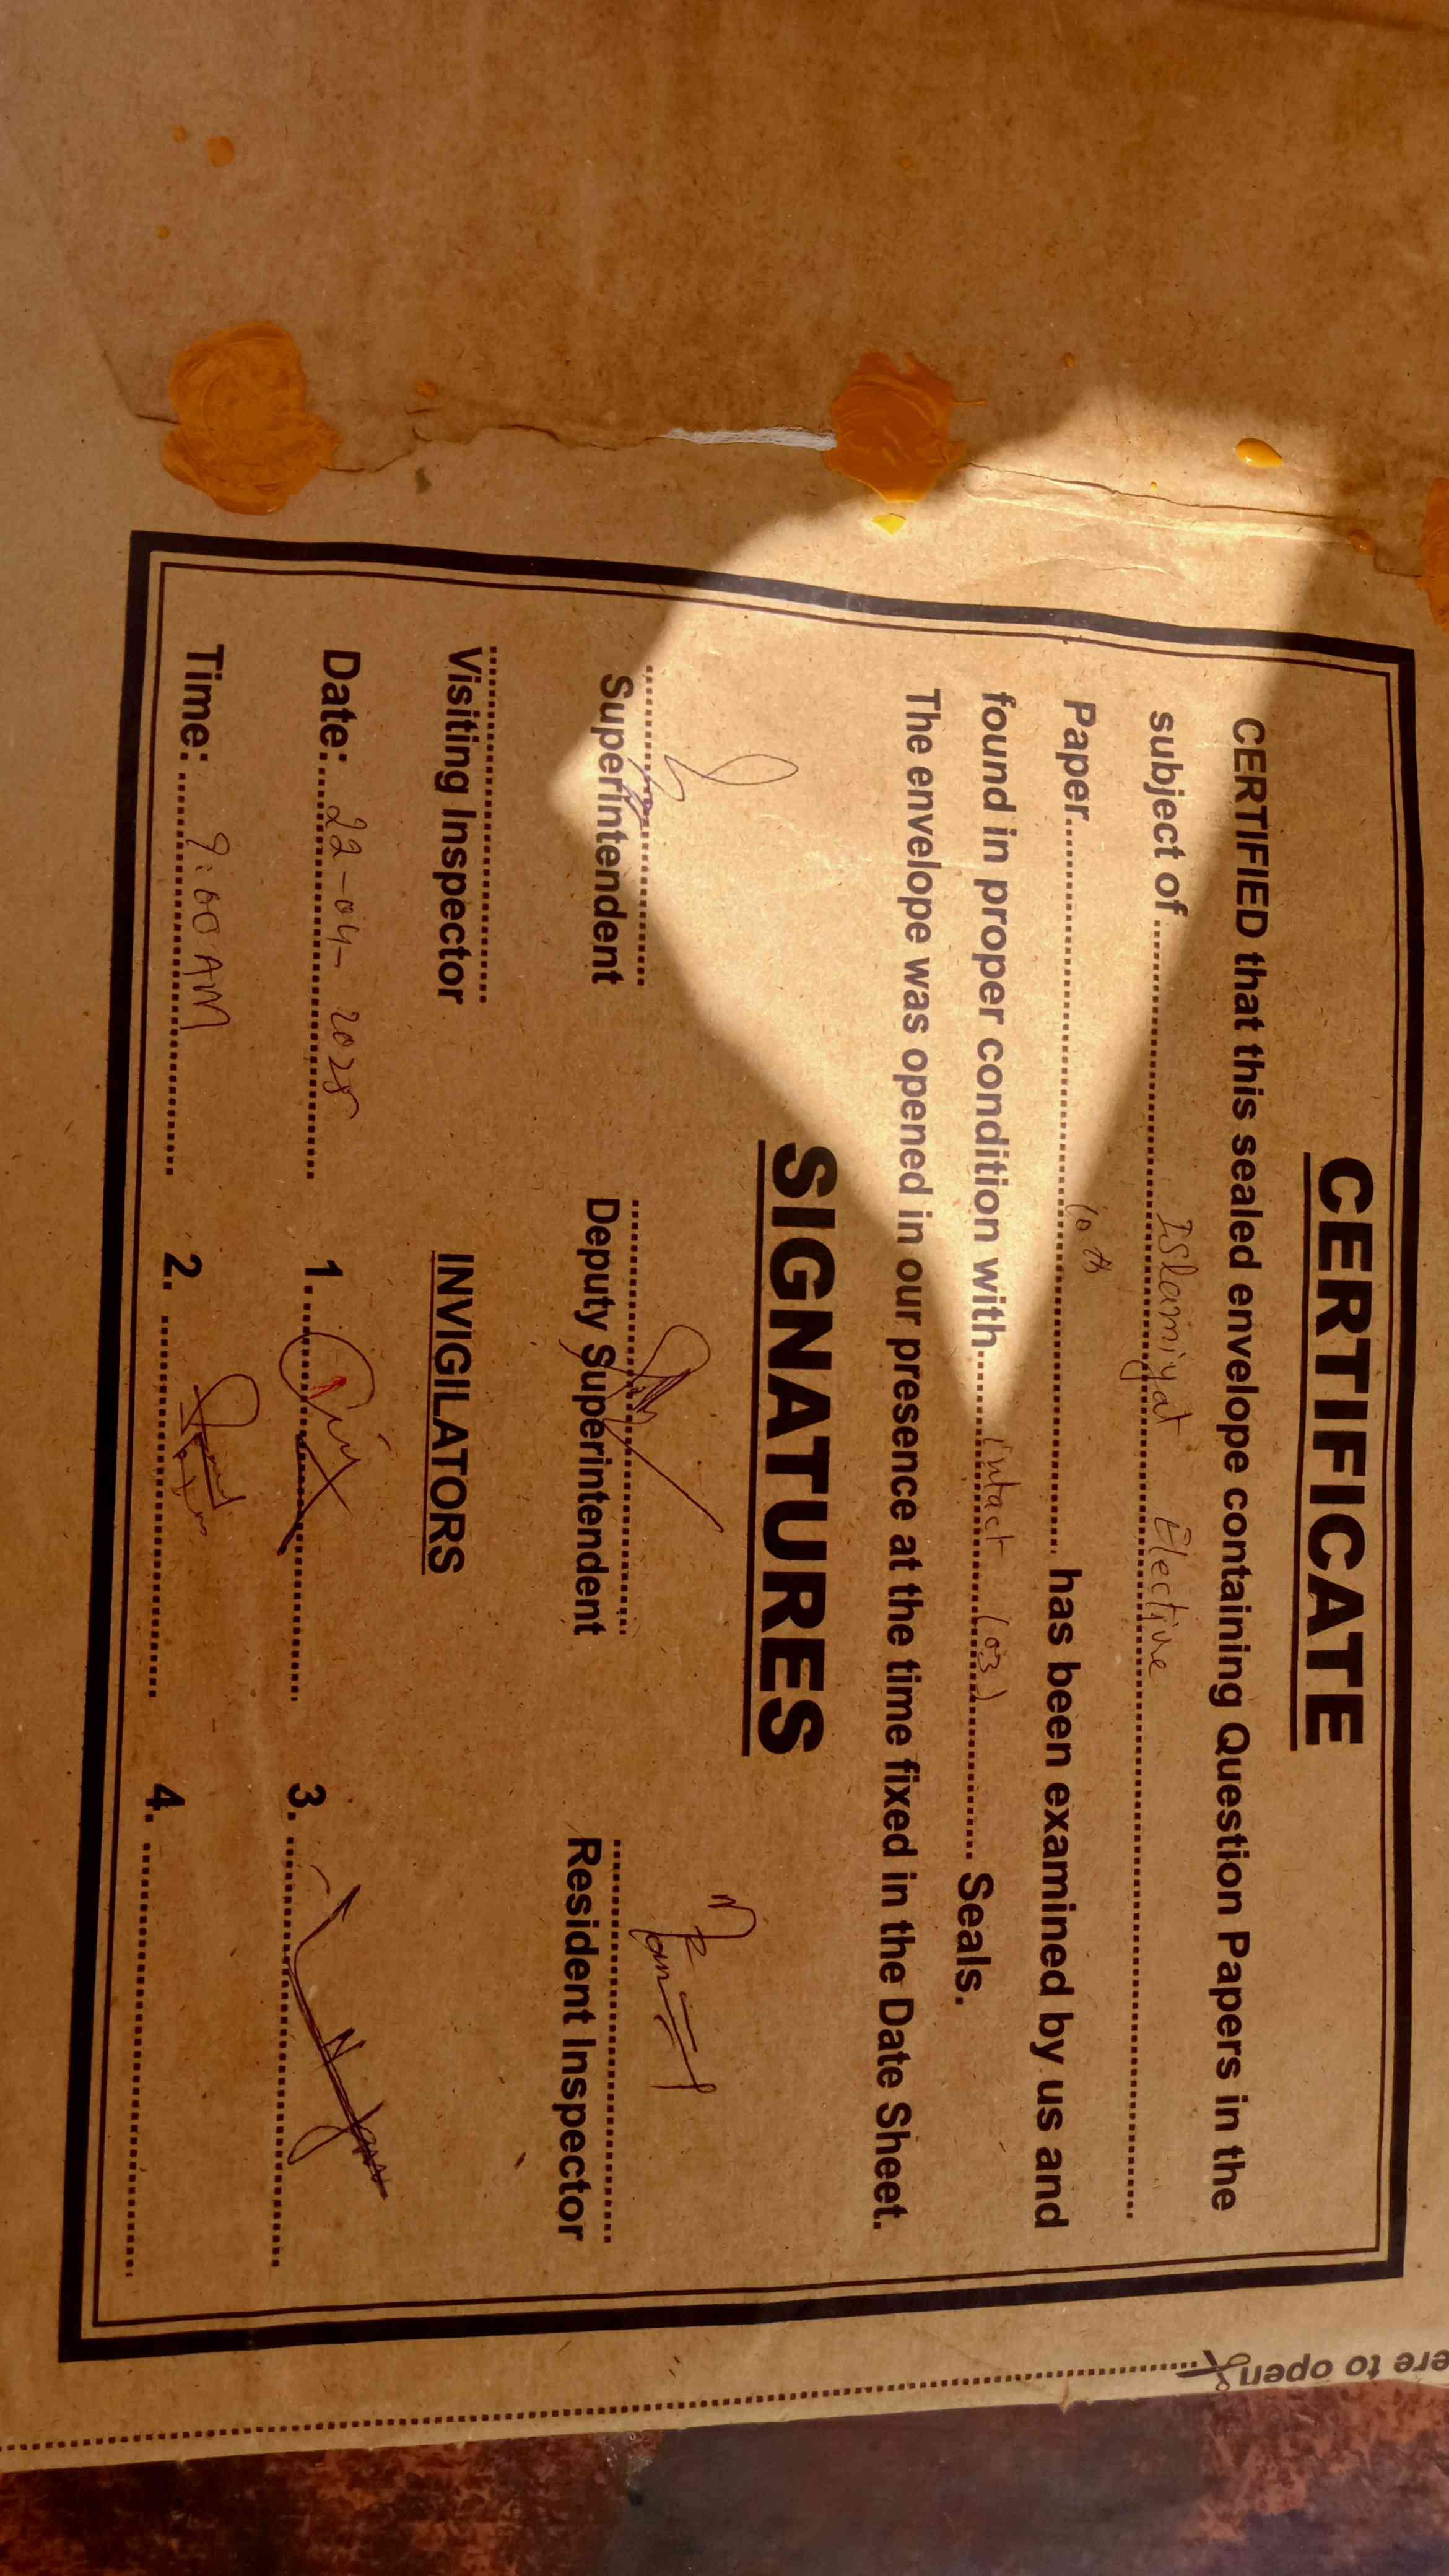 CERTIFICATE
CERTIFIED that this sealed envelope containing Question Papers in the
subject of Islamiyat Elective
Paper 10th has been examined by us and
found in proper condition with intact (03) Seals.
The envelope was opened in our presence at the time fixed in the Date Sheet.
SIGNATURES
Superintendent Deputy Superintendent Resident Inspector
Visiting Inspector INVIGILATORS
Date: 22-04-2025 1. 3.
Time: 9:00 AM 2. 4.
ere to open